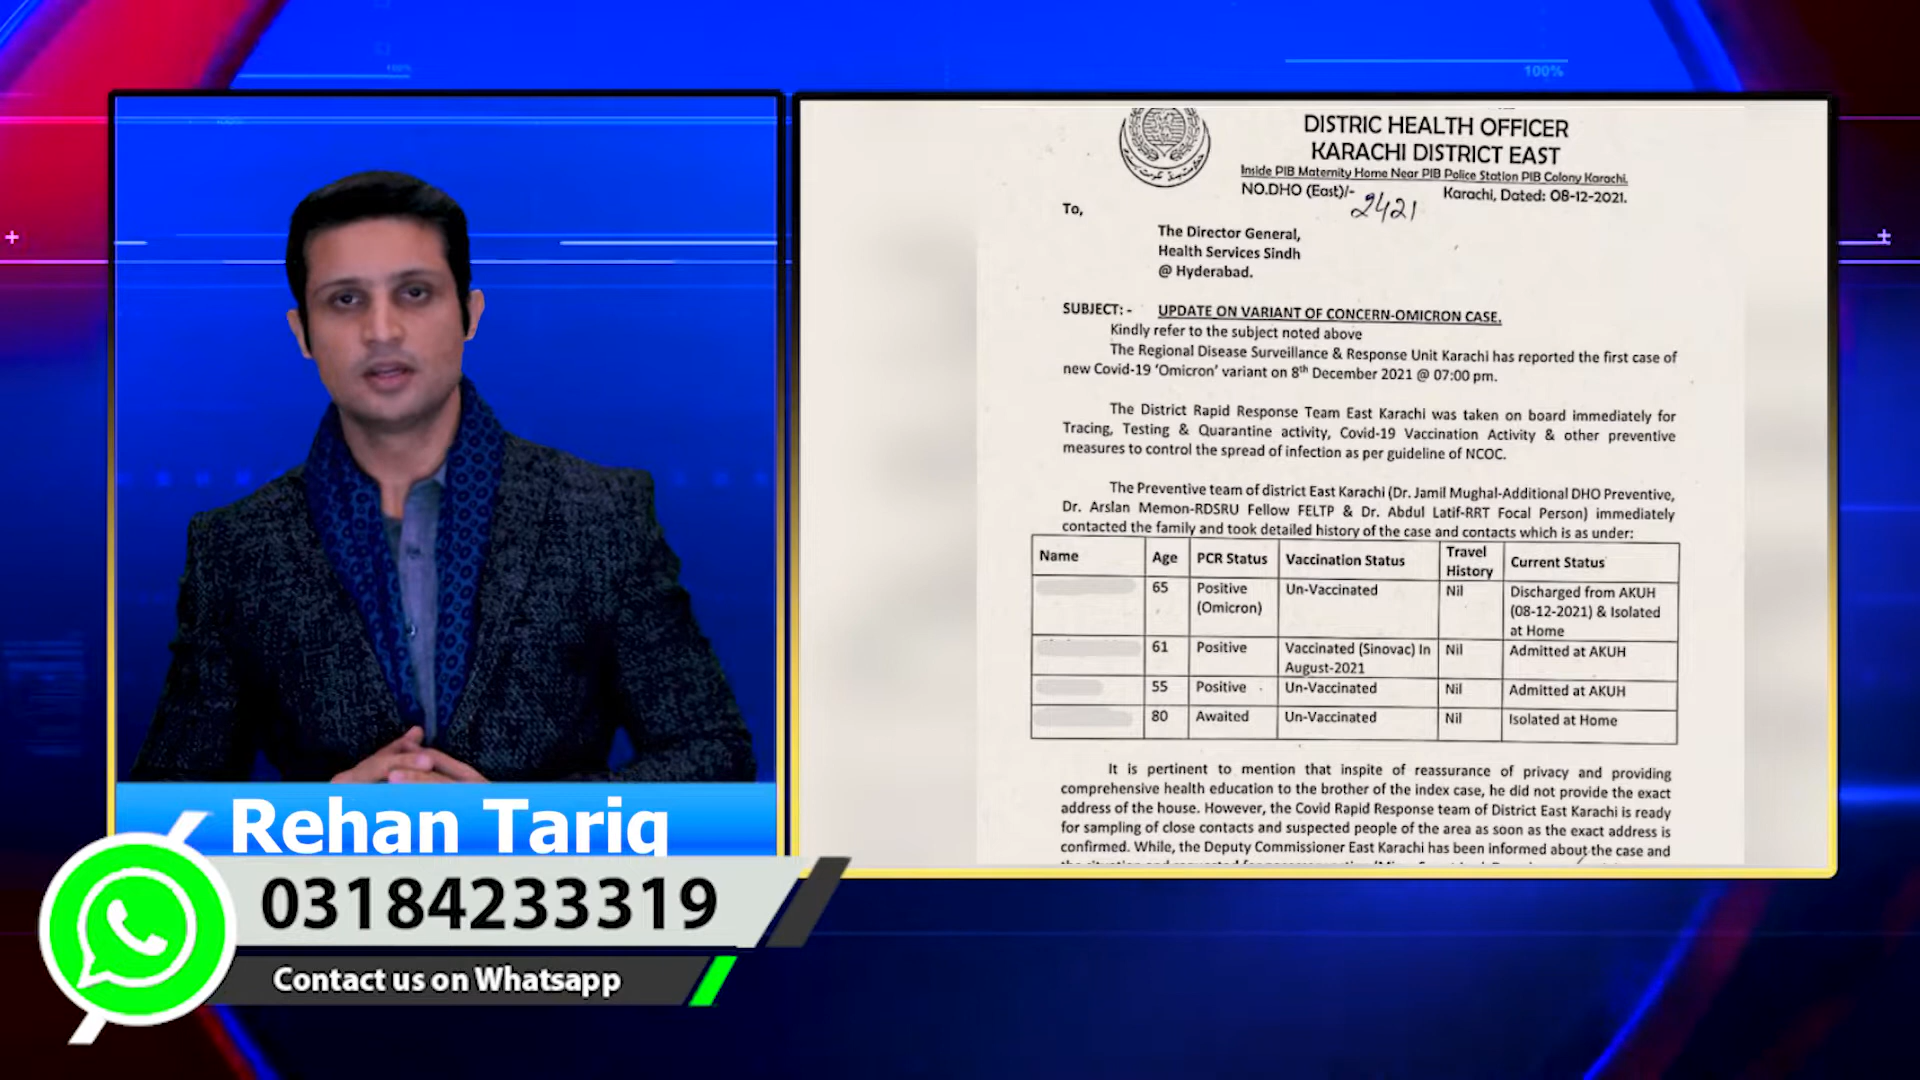 100%
100%
DISTRIC HEALTH OFFICER
KARACHI DISTRICT EAST
Inside PIB Maternity Home Near PIB Police Station PIB Colony Karachi.
NO.DHO (East)/- 2421 Karachi, Dated: 08-12-2021.
To,
The Director General,
Health Services Sindh
@ Hyderabad.
SUBJECT: - UPDATE ON VARIANT OF CONCERN-OMICRON CASE.
Kindly refer to the subject noted above
The Regional Disease Surveillance & Response Unit Karachi has reported the first case of
new Covid-19 ‘Omicron’ variant on 8th December 2021 @ 07:00 pm.
The District Rapid Response Team East Karachi was taken on board immediately for
Tracing, Testing & Quarantine activity, Covid-19 Vaccination Activity & other preventive
measures to control the spread of infection as per guideline of NCOC.
The Preventive team of district East Karachi (Dr. Jamil Mughal-Additional DHO Preventive,
Dr. Arslan Memon-RDSRU Fellow FELTP & Dr. Abdul Latif-RRT Focal Person) immediately
contacted the family and took detailed history of the case and contacts which is as under:
Name Age PCR Status Vaccination Status Travel History Current Status
65 Positive (Omicron) Un-Vaccinated Nil Discharged from AKUH (08-12-2021) & Isolated at Home
61 Positive Vaccinated (Sinovac) In August-2021 Nil Admitted at AKUH
55 Positive Un-Vaccinated Nil Admitted at AKUH
80 Awaited Un-Vaccinated Nil Isolated at Home
It is pertinent to mention that inspite of reassurance of privacy and providing
comprehensive health education to the brother of the index case, he did not provide the exact
address of the house. However, the Covid Rapid Response team of District East Karachi is ready
for sampling of close contacts and suspected people of the area as soon as the exact address is
confirmed. While, the Deputy Commissioner East Karachi has been informed about the case and
Rehan Tariq
03184233319
Contact us on Whatsapp